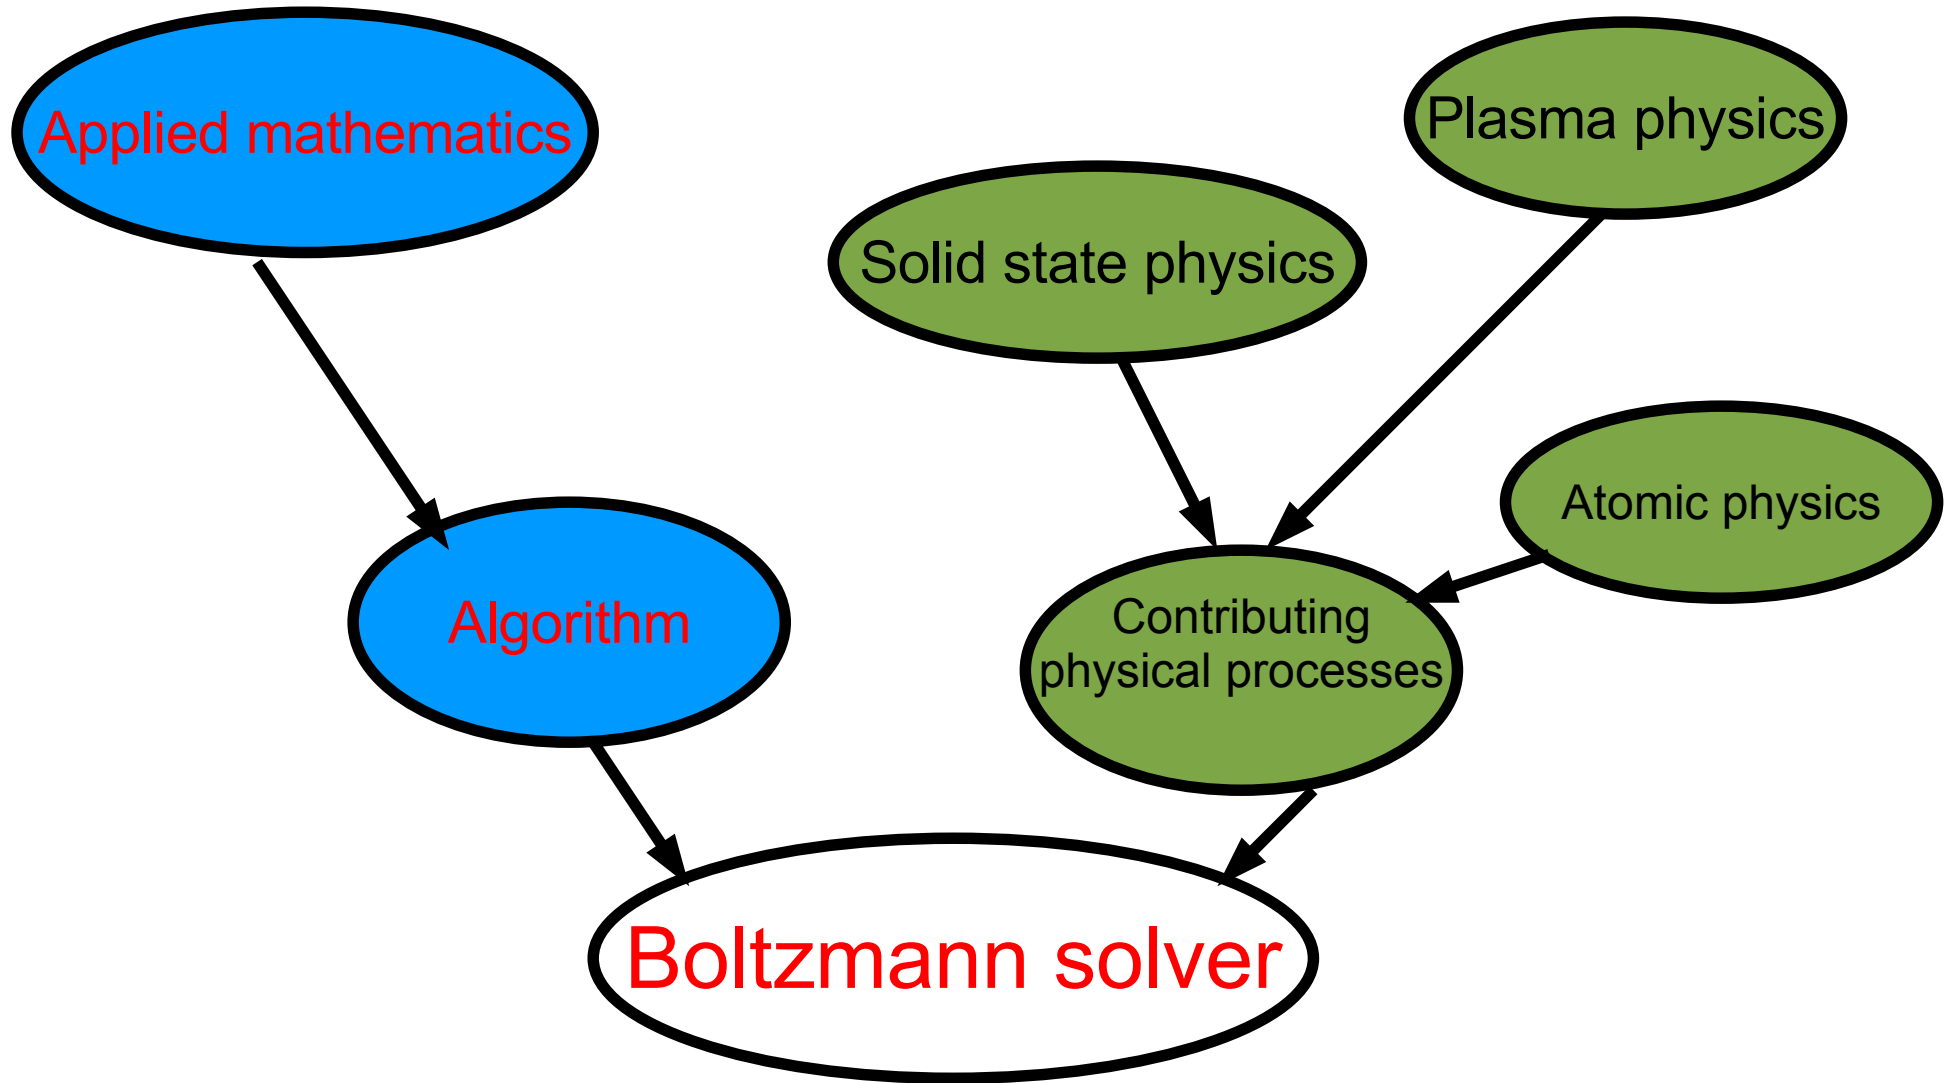 Applied mathematics
Plasma physics
Solid state physics
Atomic physics
Algorithm
Contributing
physical processes
Boltzmann solver